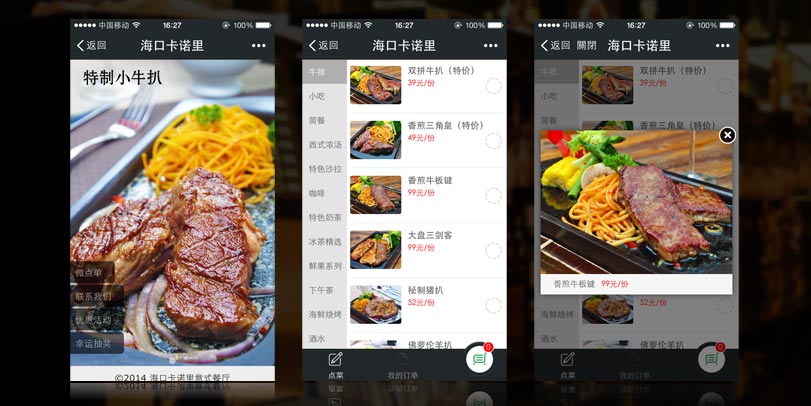 中国移动 16:27 100%
返回 海口卡诺里
特制小牛扒
微点单
联系我们
优惠活动
幸运抽奖
©2014 海口卡诺里意式餐厅
中国移动 16:27 100%
返回 海口卡诺里
牛排
小吃
简餐
西式浓汤
特色沙拉
咖啡
特色奶茶
冰茶精选
鲜果系列
下午茶
海鲜烧烤
酒水
双拼牛扒（特价）
39元/份
香煎三角皇（特价）
49元/份
香煎牛板键
99元/份
大盘三剑客
99元/份
秘制猪扒
52元/份
佛萝伦羊扒
点菜 我的订单 0
中国移动 16:27 100%
返回 關閉 海口卡诺里
牛排
小吃
简餐
海鲜烧烤
酒水
双拼牛扒（特价）
39元/份
香煎三角皇（特价）
香煎牛板键 99元/份
52元/份
佛萝伦羊扒
点菜 我的订单 0